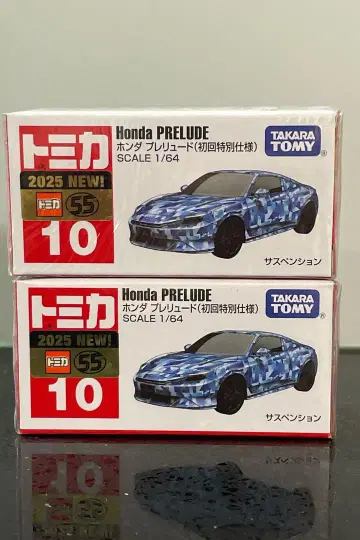 トミカ
Honda PRELUDE
ホンダ プレリュード(初回特別仕様)
SCALE 1/64
TAKARA
TOMY®
2025 NEW!
トミカ 55
10
サスペンション
トミカ
Honda PRELUDE
ホンダ プレリュード(初回特別仕様)
SCALE 1/64
TAKARA
TOMY®
2025 NEW!
トミカ 55
10
サスペンション